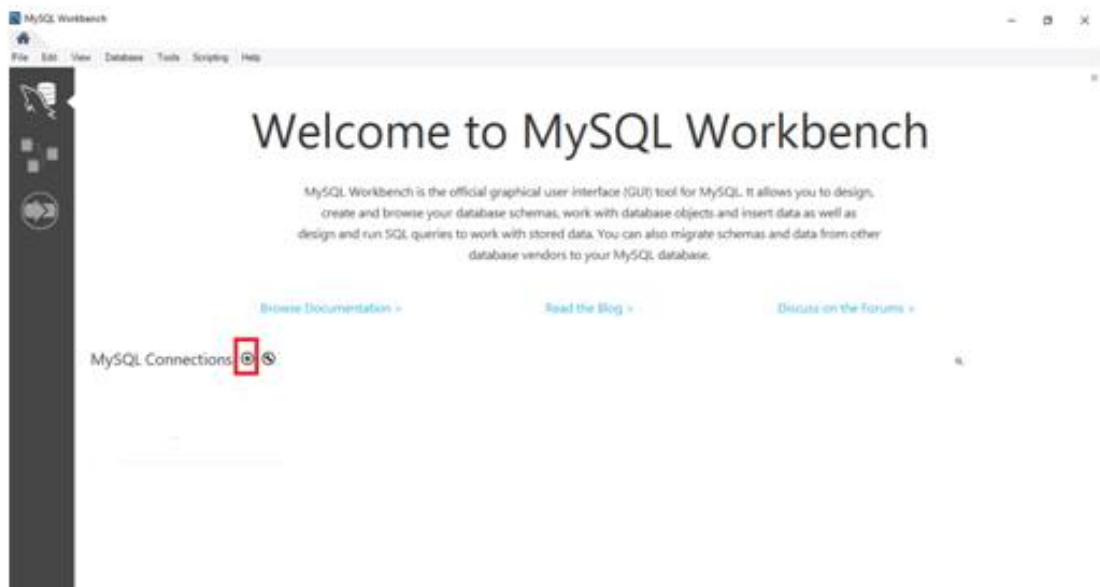 MySQL Workbench
File Edit View Database Tools Scripting Help
Welcome to MySQL Workbench
MySQL Workbench is the official graphical user interface (GUI) tool for MySQL. It allows you to design,
create and browse your database schemas, work with database objects and insert data as well as
design and run SQL queries to work with stored data. You can also migrate schemas and data from other
database vendors to your MySQL database.
Browse Documentation > Read the Blog > Discuss on the Forums >
MySQL Connections